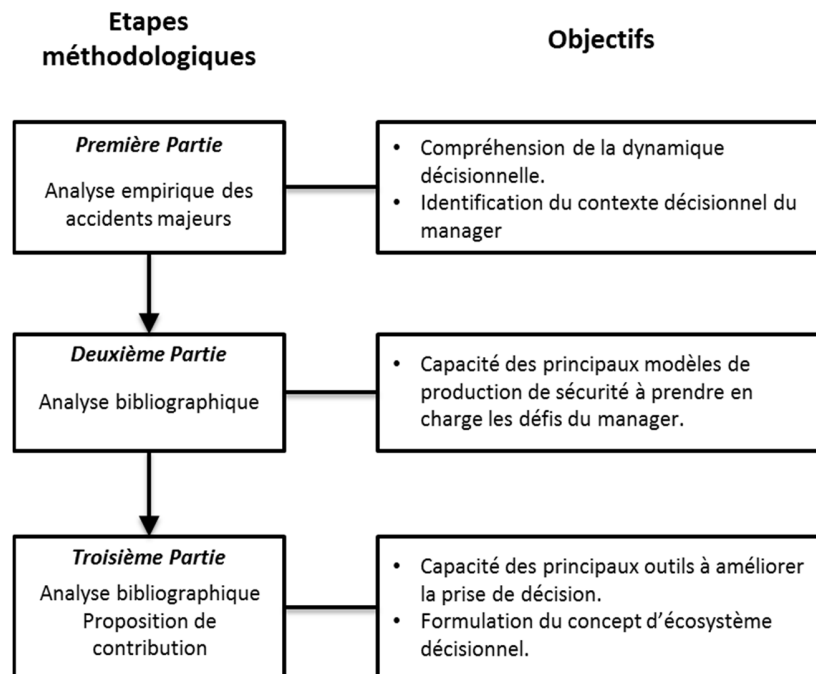 Etapes
méthodologiques
Objectifs
Première Partie
Analyse empirique des
accidents majeurs
• Compréhension de la dynamique
décisionnelle.
• Identification du contexte décisionnel du
manager
Deuxième Partie
Analyse bibliographique
• Capacité des principaux modèles de
production de sécurité à prendre en
charge les défis du manager.
Troisième Partie
Analyse bibliographique
Proposition de
contribution
• Capacité des principaux outils à améliorer
la prise de décision.
• Formulation du concept d'écosystème
décisionnel.